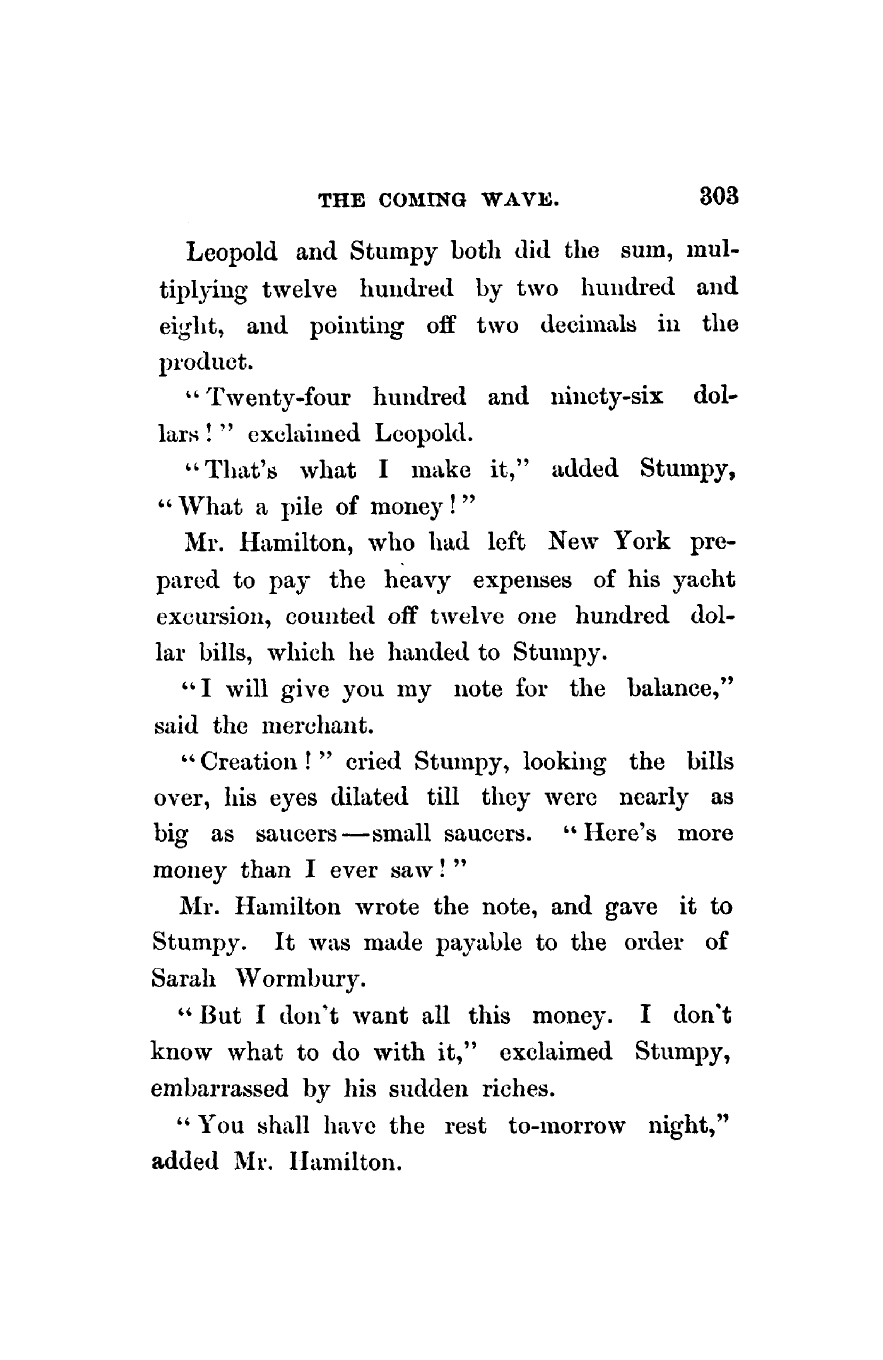 THE COMING WAVE. 303
Leopold and Stumpy both did the sum, mul-
tiplying twelve hundred by two hundred and
eight, and pointing off two decimals in the
product.
“Twenty-four hundred and ninety-six dol-
lars!” exclaimed Leopold.
“That's what I make it,” added Stumpy,
“What a pile of money!”
Mr. Hamilton, who had left New York pre-
pared to pay the heavy expenses of his yacht
excursion, counted off twelve one hundred dol-
lar bills, which he handed to Stumpy.
“I will give you my note for the balance,”
said the merchant.
“Creation!” cried Stumpy, looking the bills
over, his eyes dilated till they were nearly as
big as saucers—small saucers. “Here's more
money than I ever saw!”
Mr. Hamilton wrote the note, and gave it to
Stumpy. It was made payable to the order of
Sarah Wormbury.
“But I don't want all this money. I don't
know what to do with it,” exclaimed Stumpy,
embarrassed by his sudden riches.
“You shall have the rest to-morrow night,”
added Mr. Hamilton.